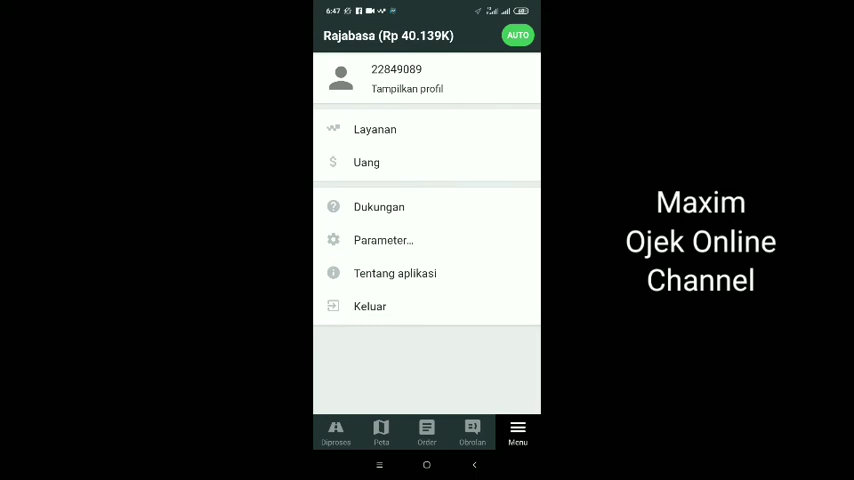 6:47
Rajabasa (Rp 40.139K)
AUTO
22849089
Tampilkan profil
Layanan
Uang
Dukungan
Parameter...
Tentang aplikasi
Keluar
Diproses
Peta
Order
Obrolan
Menu
Maxim
Ojek Online
Channel